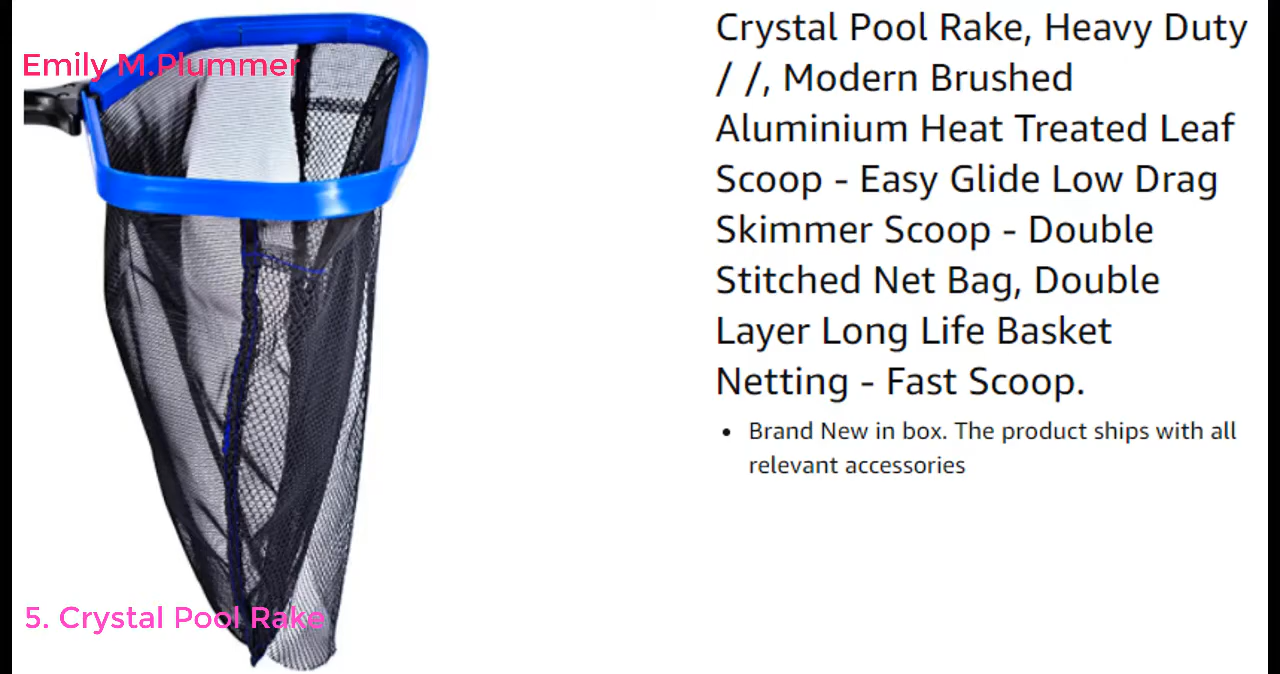 Emily M.Plummer
5. Crystal Pool Rake
Crystal Pool Rake, Heavy Duty
/ /, Modern Brushed
Aluminium Heat Treated Leaf
Scoop - Easy Glide Low Drag
Skimmer Scoop - Double
Stitched Net Bag, Double
Layer Long Life Basket
Netting - Fast Scoop.
• Brand New in box. The product ships with all
relevant accessories